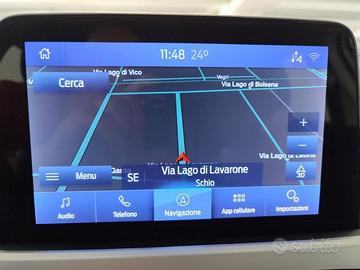 11:48 24°
Via Lago di Vico
Vegri
Via Lago di Bolsena
Cerca
+
-
3D
Via Lago di Lavarone
Menu
SE
Via Lago di Lavarone
Schio
Audio
Telefono
Navigazione
App cellulare
Impostazioni
subito